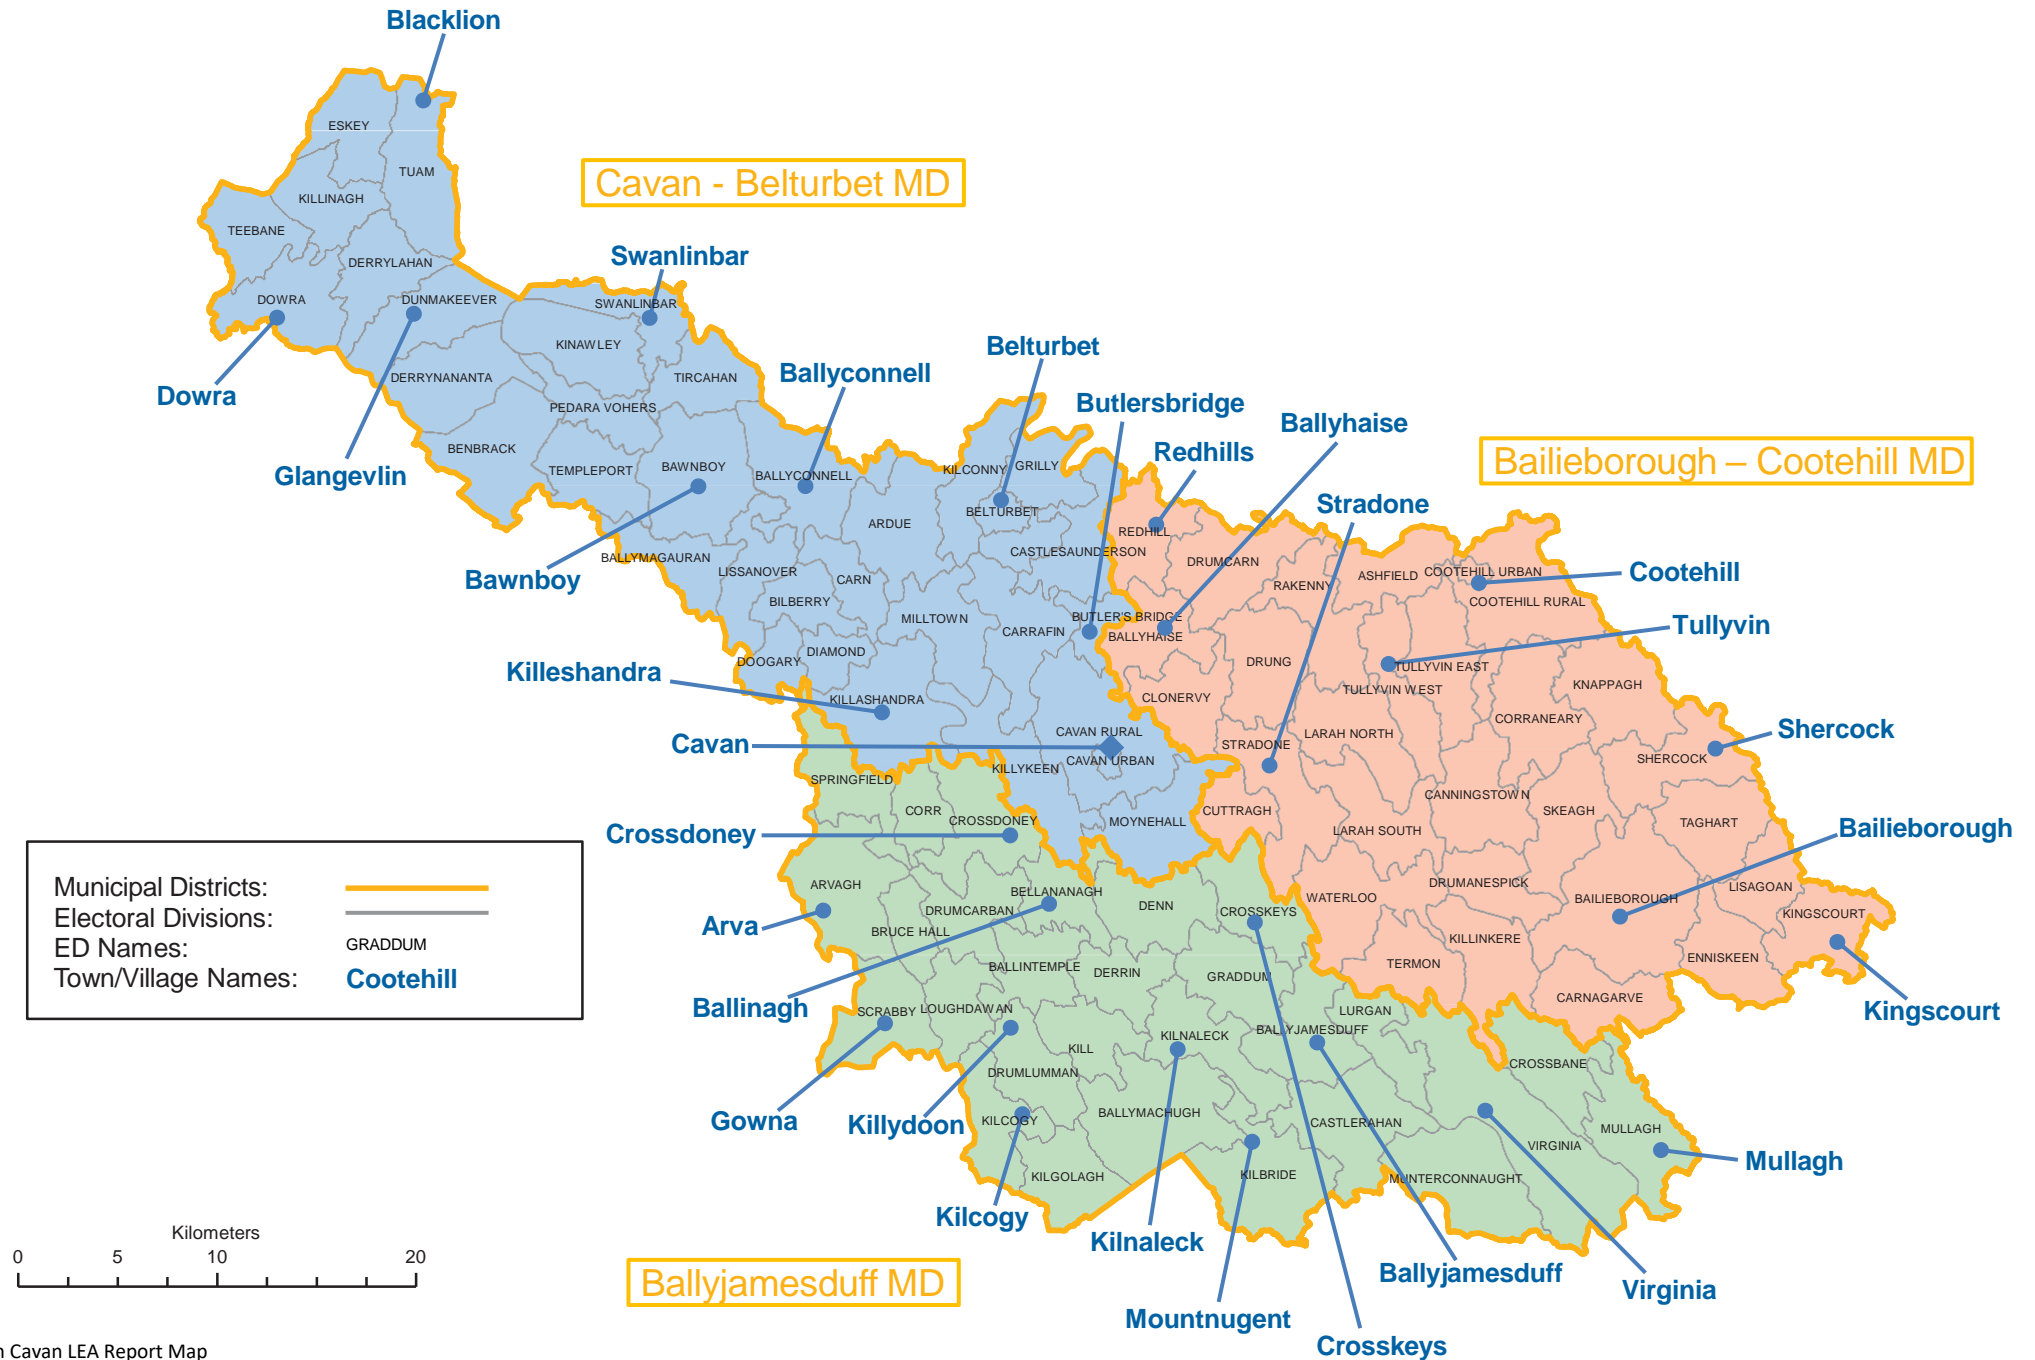 Blacklion
ESKEY
TUAM
Cavan - Belturbet MD
KILLINAGH
TEEBANE
Swanlinbar
DERRYLAHAN
DOWRA
DUNMAKEEVER
SWANLINBAR
KINAWLEY
Belturbet
Dowra
DERRYNANANTA
TIRCAHAN
Ballyconnell
Butlersbridge
PEDARA VOHERS
Ballyhaise
Redhills
BENBRACK
Glangevlin
TEMPLEPORT
BAWNBOY
BALLYCONNELL
KILCONNY
GRILLY
Bailieborough – Cootehill MD
Stradone
BELTURBET
ARDUE
REDHILL
BALLYMAGAURAN
CASTLESAUNDERSON
DRUMCARN
Bawnboy
LISSANOVER
CARN
RAKENNY
ASHFIELD
COOTEHILL URBAN
Cootehill
BILBERRY
COOTEHILL RURAL
MILLTOWN
CARRAFIN
BUTLER'S BRIDGE
BALLYHAISE
Tullyvin
DOOGARY
DIAMOND
DRUNG
TULLYVIN EAST
Killeshandra
KILLASHANDRA
CLONERVY
TULLYVIN WEST
KNAPPAGH
CORRANEARY
Shercock
Cavan
CAVAN RURAL
CAVAN URBAN
STRADONE
LARAH NORTH
SHERCOCK
SPRINGFIELD
KILLYKEEN
CORR
CROSSDONEY
CUTTRAGH
CANNINGSTOWN
SKEAGH
Crossdoney
MOYNEHALL
LARAH SOUTH
TAGHART
Bailieborough
Municipal Districts:
Electoral Divisions:
ED Names:
GRADDUM
Town/Village Names:
Cootehill
ARVAGH
BELLANANAGH
DRUMANESPICK
LISAGOAN
Arva
DRUMCARBAN
DENN
CROSSKEYS
WATERLOO
BAILIEBOROUGH
KINGSCOURT
BRUCE HALL
KILLINKERE
BALLINTEMPLE
DERRIN
GRADDUM
TERMON
ENNISKEEN
Ballinagh
SCRABBY
LOUGHDAWAN
LURGAN
CARNAGARVE
Kingscourt
KILNALECK
BALLYJAMESDUFF
KILL
DRUMLUMMAN
CROSSBANE
Gowna
Killydoon
KILCOGY
BALLYMACHUGH
CASTLERAHAN
MULLAGH
VIRGINIA
Mullagh
KILGOLAGH
KILBRIDE
MUNTERCONNAUGHT
Kilcogy
Kilnaleck
Kilometers
0
5
10
20
Ballyjamesduff MD
Ballyjamesduff
Virginia
Mountnugent
Crosskeys
Cavan LEA Report Map